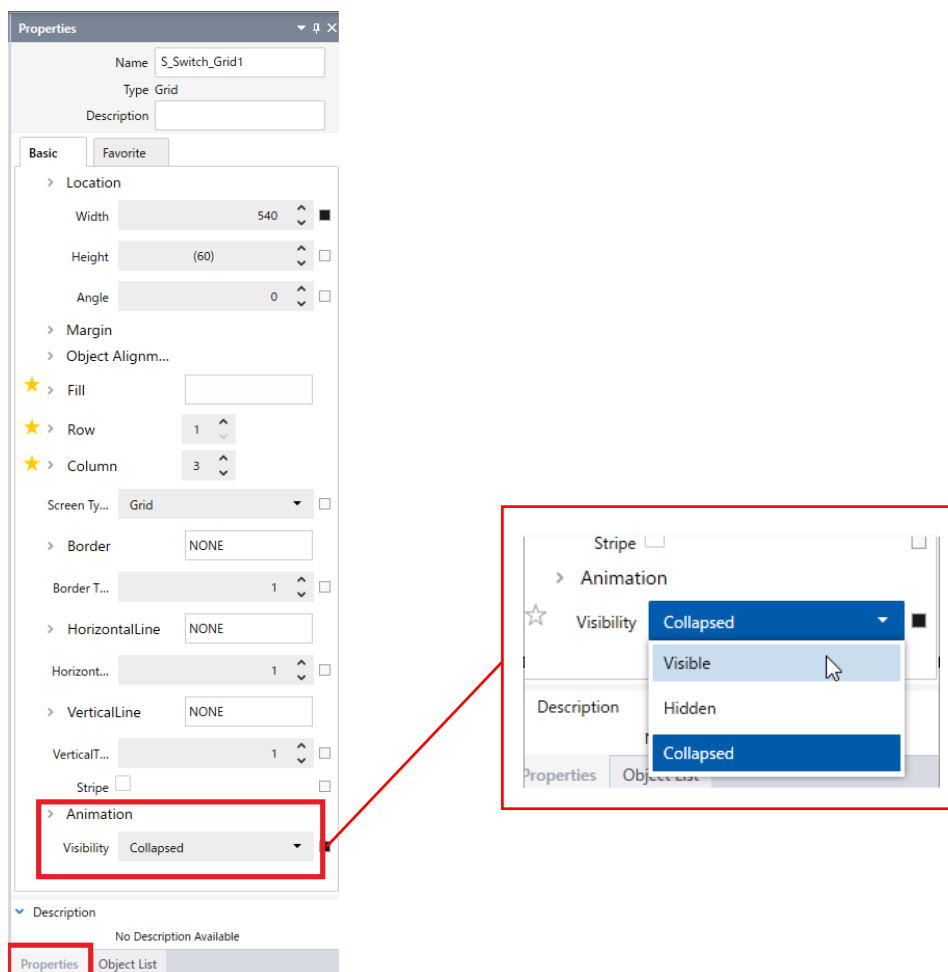 Properties
Name S_Switch_Grid1
Type Grid
Description
Basic Favorite
Location
Width 540
Height (60)
Angle 0
Margin
Object Alignm...
Fill
Row 1
Column 3
Screen Ty... Grid
Border NONE
Border T... 1
HorizontalLine NONE
Horizont... 1
VerticalLine NONE
VerticalT... 1
Stripe
Animation
Visibility Collapsed
Description
No Description Available
Properties Object List
Stripe
Animation
Visibility Collapsed
Visible
Description Hidden
Collapsed
Properties Object List